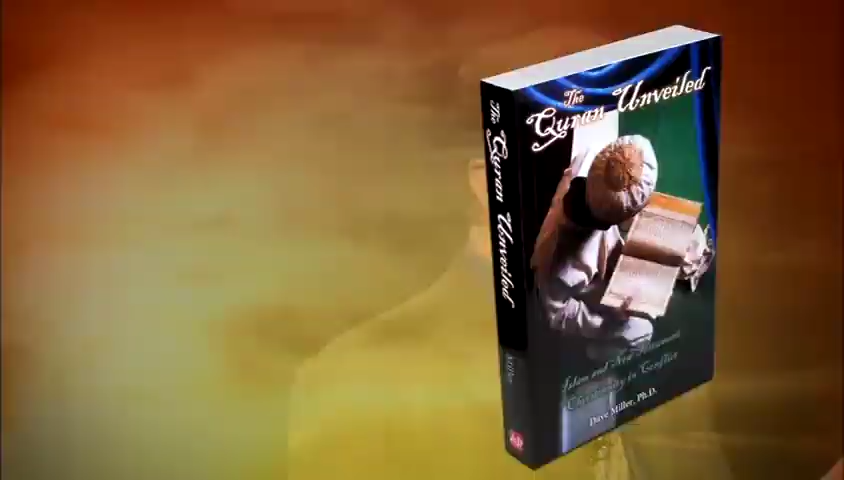 The
Quran Unveiled
Islam and New Testament
Christianity in Conflict
Dave Miller, Ph.D.
The Quran Unveiled
Miller